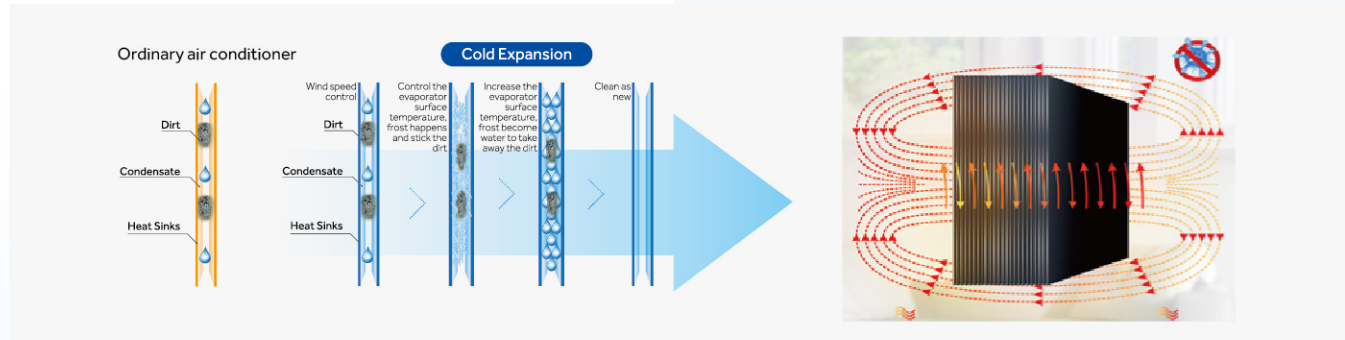 Ordinary air conditioner
Dirt
Condensate
Heat Sinks
Cold Expansion
Wind speed
control
Dirt
Condensate
Heat Sinks
Control the
evaporator
surface
temperature,
frost happens
and stick the
dirt
Increase the
evaporator
surface
temperature,
frost become
water to take
away the dirt
Clean as
new